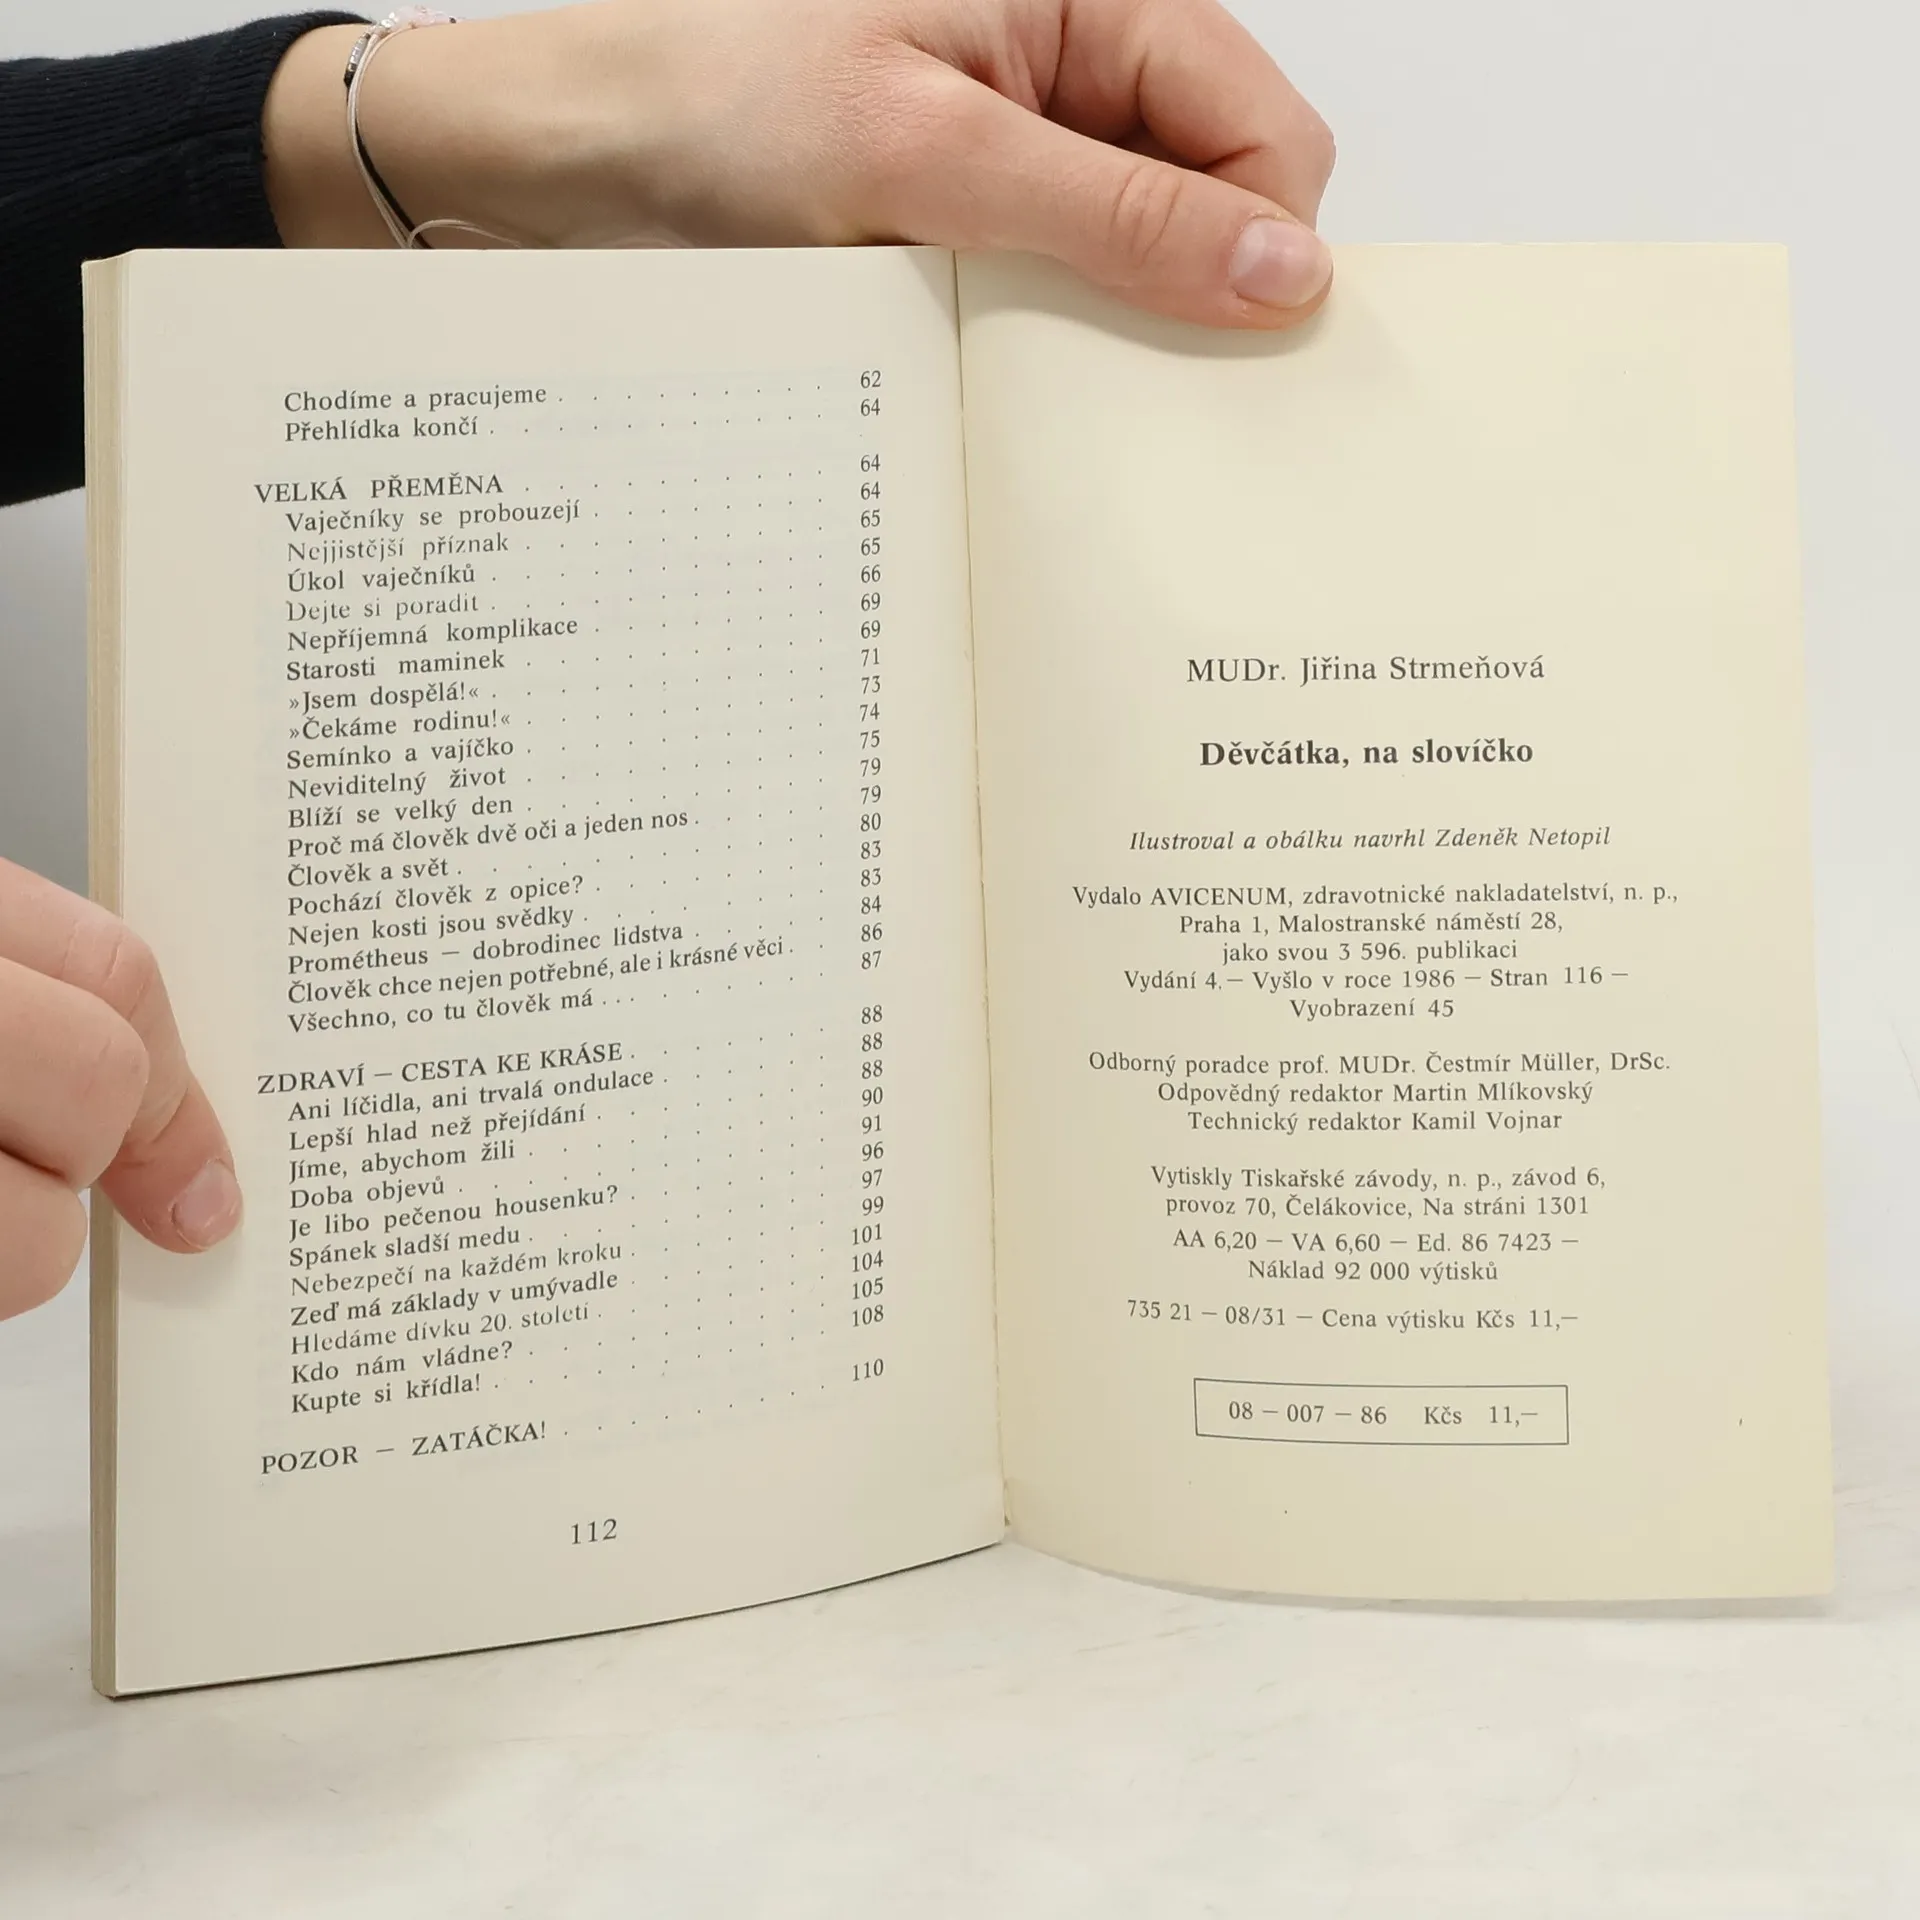 Chodíme a pracujeme . . . . . . . . . 62
Přehlídka končí . . . . . . . . . . 64
VELKÁ PŘEMĚNA . . . . . . . . . 64
Vaječníky se probouzejí . . . . . . . . 64
Nejjistější příznak . . . . . . . . . 65
Úkol vaječníků . . . . . . . . . . 65
Dejte si poradit . . . . . . . . . . 66
Nepříjemná komplikace . . . . . . . . 69
Starosti maminek . . . . . . . . . 69
»Jsem dospělá!« . . . . . . . . . . 71
»Čekáme rodinu!« . . . . . . . . . 73
Semínko a vajíčko . . . . . . . . . 74
Neviditelný život . . . . . . . . . 75
Blíží se velký den . . . . . . . . . 79
Proč má člověk dvě oči a jeden nos . . . . . 79
Člověk a svět . . . . . . . . . . . 80
Pochází člověk z opice? . . . . . . . . 83
Nejen kosti jsou svědky . . . . . . . . 83
Prométheus — dobrodinec lidstva . . . . . 84
Člověk chce nejen potřebné, ale i krásné věci . . 86
Všechno, co tu člověk má . . . . . . . . 87
ZDRAVÍ — CESTA KE KRÁSE . . . . . . . 88
Ani líčidla, ani trvalá ondulace . . . . . . 88
Lepší hlad než přejídání . . . . . . . . 88
Jíme, abychom žili . . . . . . . . . 90
Doba objevů . . . . . . . . . . . 91
Je libo pečenou housenku? . . . . . . . 96
Spánek sladší medu . . . . . . . . . 97
Nebezpečí na každém kroku . . . . . . . 99
Zeď má základy v umývadle . . . . . . . 101
Hledáme dívku 20. století . . . . . . . . 104
Kdo nám vládne? . . . . . . . . . 105
Kupte si křídla! . . . . . . . . . . 108
POZOR — ZATÁČKA! . . . . . . . . 110
112
MUDr. Jiřina Strmeňová
Děvčátka, na slovíčko
Ilustroval a obálku navrhl Zdeněk Netopil
Vydalo AVICENUM, zdravotnické nakladatelství, n. p.,
Praha 1, Malostranské náměstí 28,
jako svou 3 596. publikaci
Vydání 4. — Vyšlo v roce 1986 — Stran 116 —
Vyobrazení 45
Odborný poradce prof. MUDr. Čestmír Müller, DrSc.
Odpovědný redaktor Martin Mlíkovský
Technický redaktor Kamil Vojnar
Vytiskly Tiskařské závody, n. p., závod 6,
provoz 70, Čelákovice, Na stráni 1301
AA 6,20 — VA 6,60 — Ed. 86 7423 —
Náklad 92 000 výtisků
735 21 — 08/31 — Cena výtisku Kčs 11,—
08 — 007 — 86 Kčs 11,—